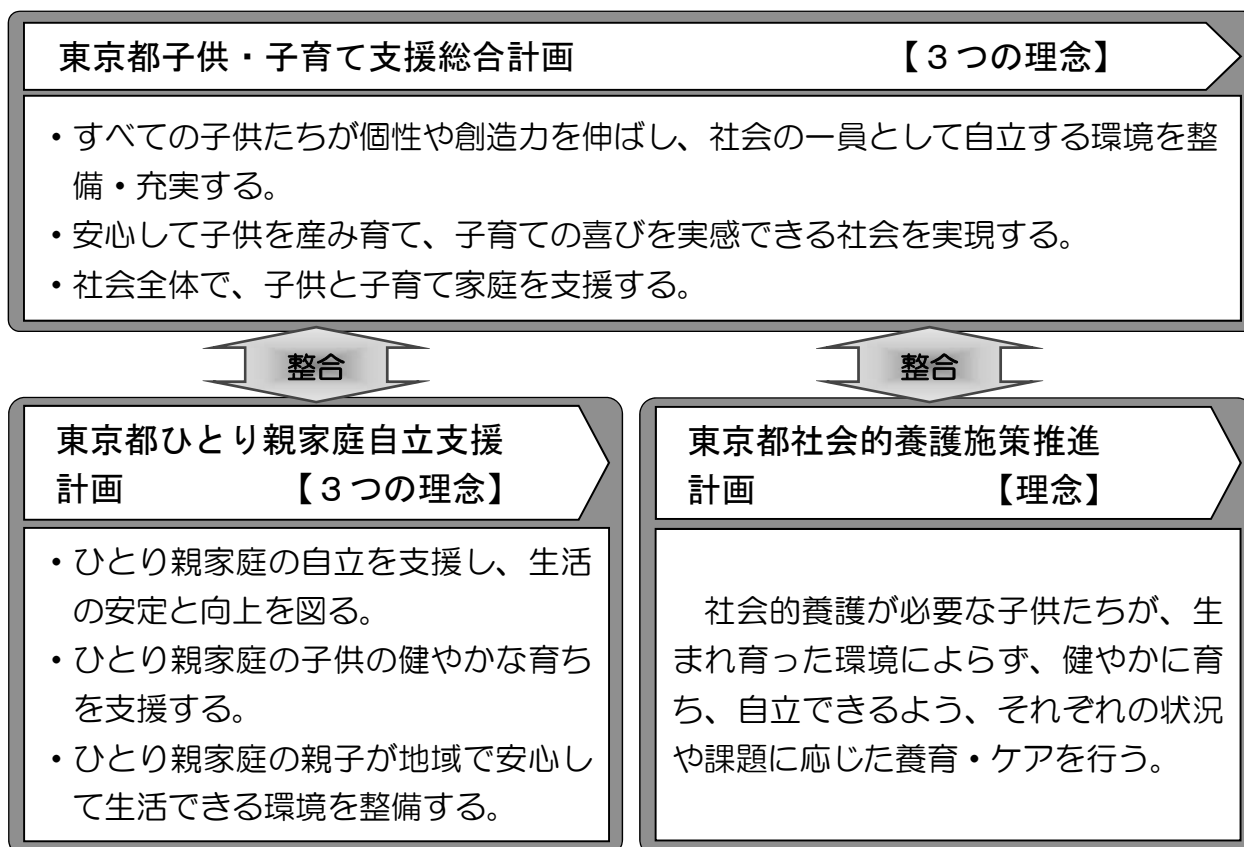 東京都子供・子育て支援総合計画　【３つの理念】
・すべての子供たちが個性や創造力を伸ばし、社会の一員として自立する環境を整
備・充実する。
・安心して子供を産み育て、子育ての喜びを実感できる社会を実現する。
・社会全体で、子供と子育て家庭を支援する。
整合
整合
東京都ひとり親家庭自立支援
計画　【３つの理念】
・ひとり親家庭の自立を支援し、生活
の安定と向上を図る。
・ひとり親家庭の子供の健やかな育ち
を支援する。
・ひとり親家庭の親子が地域で安心し
て生活できる環境を整備する。
東京都社会的養護施策推進
計画　【理念】
社会的養護が必要な子供たちが、生
まれ育った環境によらず、健やかに育
ち、自立できるよう、それぞれの状況
や課題に応じた養育・ケアを行う。